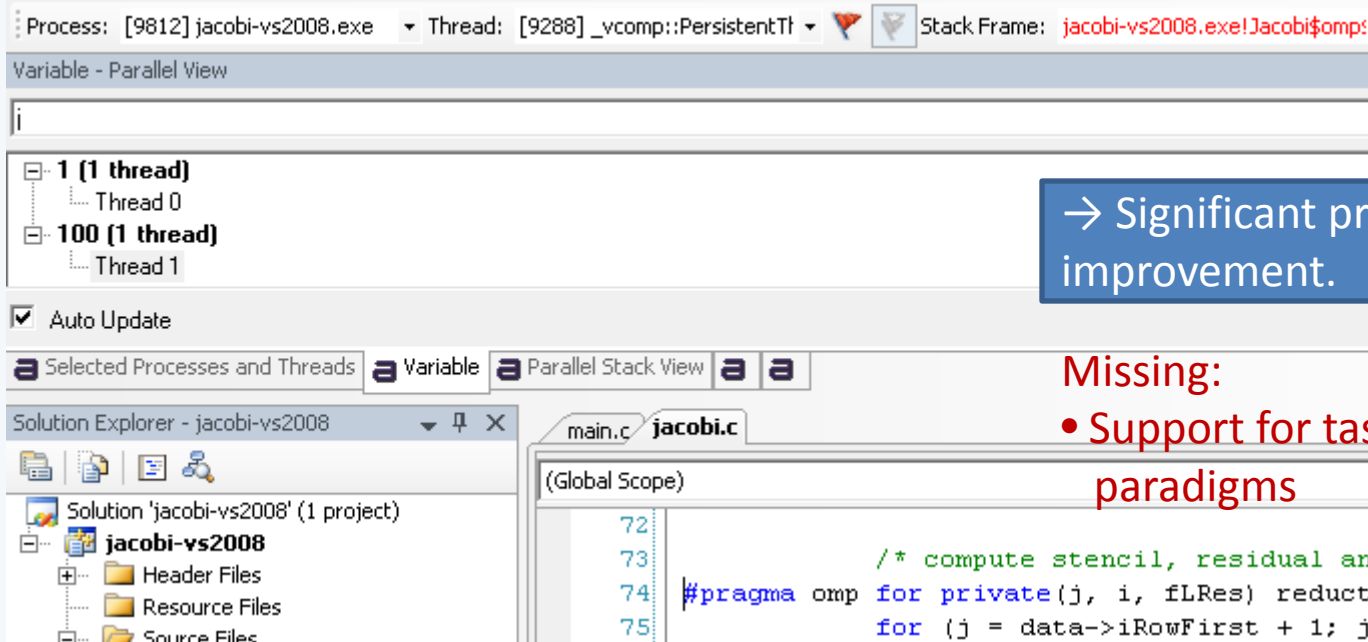 Process: [9812] jacobi-vs2008.exe Thread: [9288] _vcomp::PersistentTh Stack Frame: jacobi-vs2008.exe!Jacobi$omp$
Variable - Parallel View
i
1 (1 thread)
Thread 0
100 (1 thread)
Thread 1
→ Significant pr
improvement.
Auto Update
a Selected Processes and Threads a Variable a Parallel Stack View a a
Missing:
• Support for tas
paradigms
Solution Explorer - jacobi-vs2008
main.c jacobi.c
(Global Scope)
Solution 'jacobi-vs2008' (1 project)
jacobi-vs2008
Header Files
Resource Files
Source Files
72
73 /* compute stencil, residual an
74 #pragma omp for private(j, i, fLRes) reduct
75 for (j = data->iRowFirst + 1; j